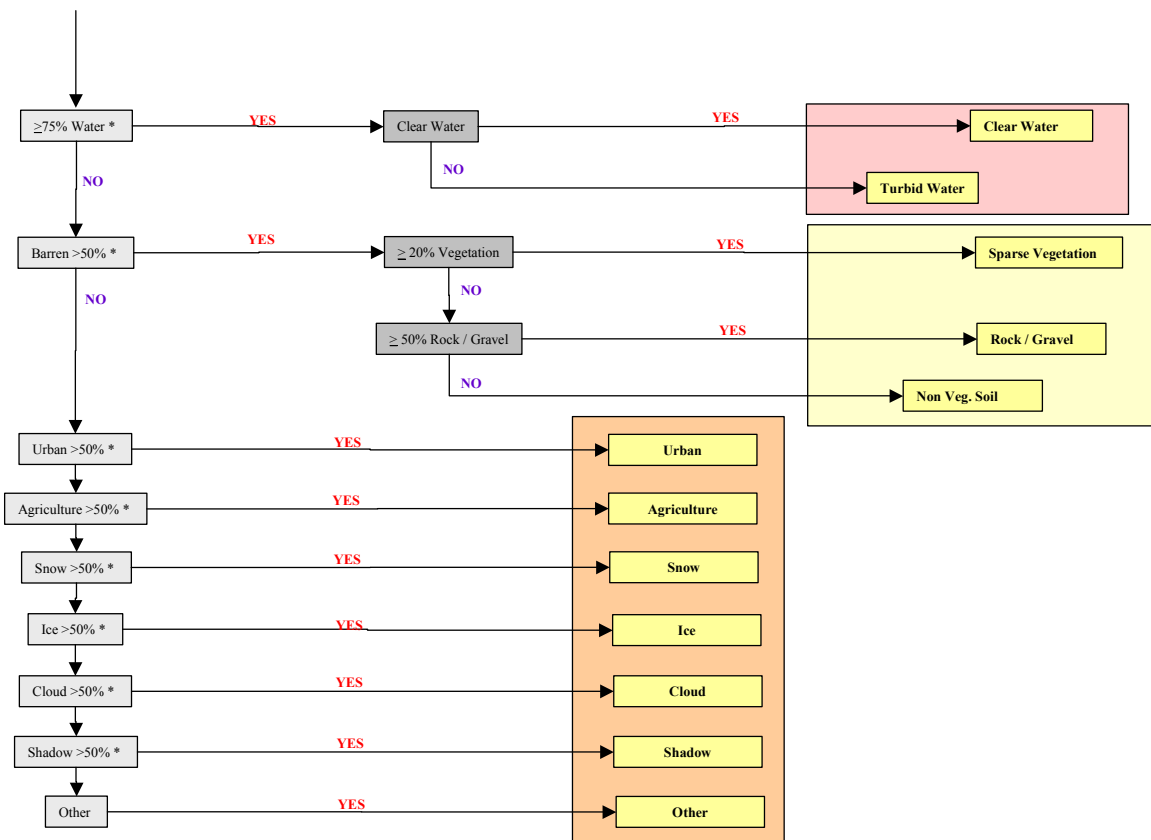 ≥75% Water *
YES
Clear Water
YES
Clear Water
NO
NO
Turbid Water
Barren >50% *
YES
≥ 20% Vegetation
YES
Sparse Vegetation
NO
NO
≥ 50% Rock / Gravel
YES
Rock / Gravel
NO
Non Veg. Soil
Urban >50% *
YES
Urban
Agriculture >50% *
YES
Agriculture
Snow >50% *
YES
Snow
Ice >50% *
YES
Ice
Cloud >50% *
YES
Cloud
Shadow >50% *
YES
Shadow
Other
YES
Other